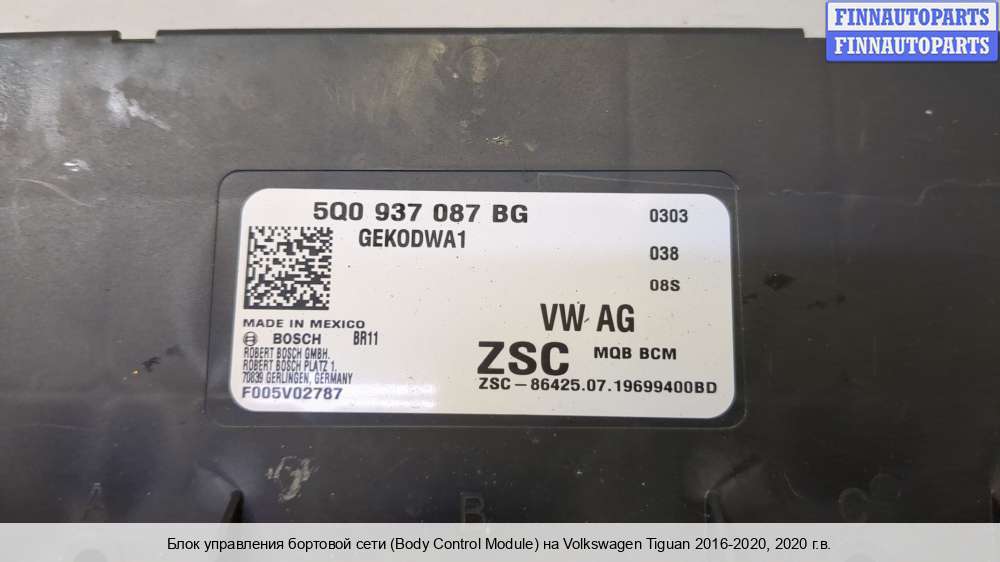 FINNAUTOPARTS
FINNAUTOPARTS
5Q0 937 087 BG
0303
GEKODWA1
038
08S
VW AG
MADE IN MEXICO
BOSCH BR11
ZSC MQB BCM
ROBERT BOSCH GMBH.
ROBERT BOSCH PLATZ 1.
70839 GERLINGEN, GERMANY
ZSC-86425.07.19699400BD
F005V02787
A B C
Блок управления бортовой сети (Body Control Module) на Volkswagen Tiguan 2016-2020, 2020 г.в.